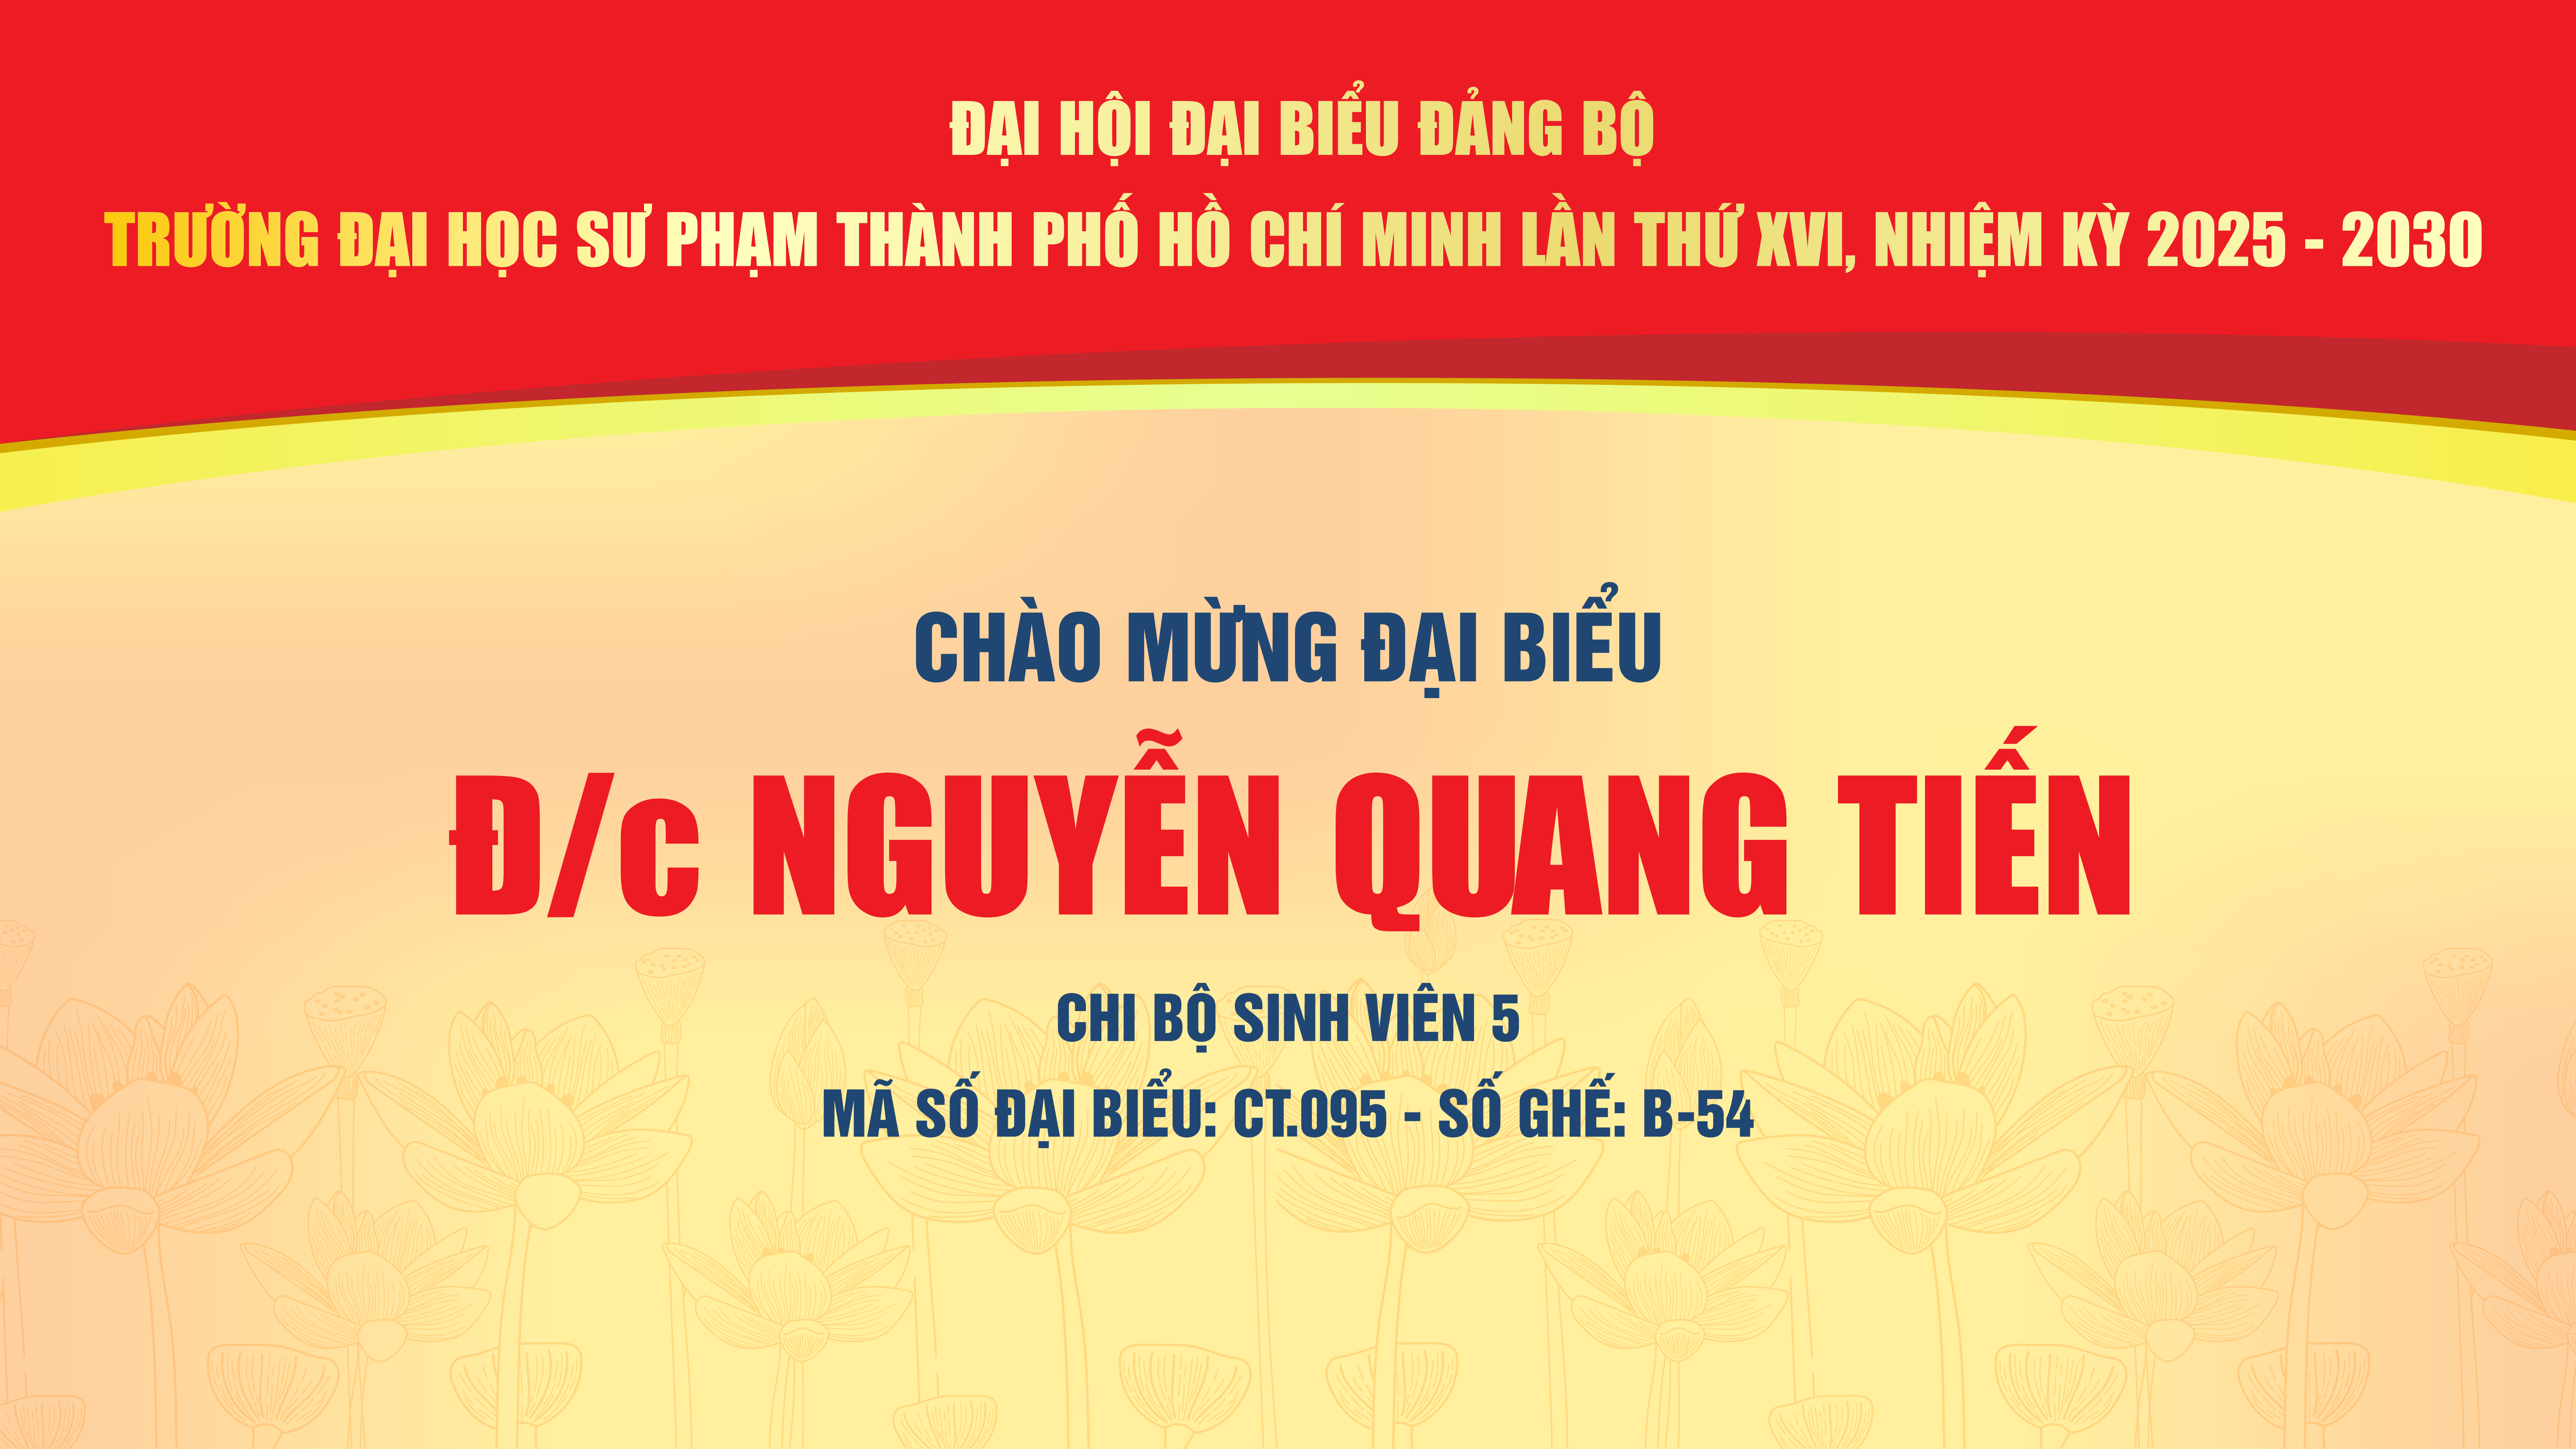 ĐẠI HỘI ĐẠI BIỂU ĐẢNG BỘ
TRƯỜNG ĐẠI HỌC SƯ PHẠM THÀNH PHỐ HỒ CHÍ MINH LẦN THỨ XVI, NHIỆM KỲ 2025 - 2030
CHÀO MỪNG ĐẠI BIỂU
Đ/c NGUYỄN QUANG TIẾN
CHI BỘ SINH VIÊN 5
MÃ SỐ ĐẠI BIỂU: CT.095 - SỐ GHẾ: B-54